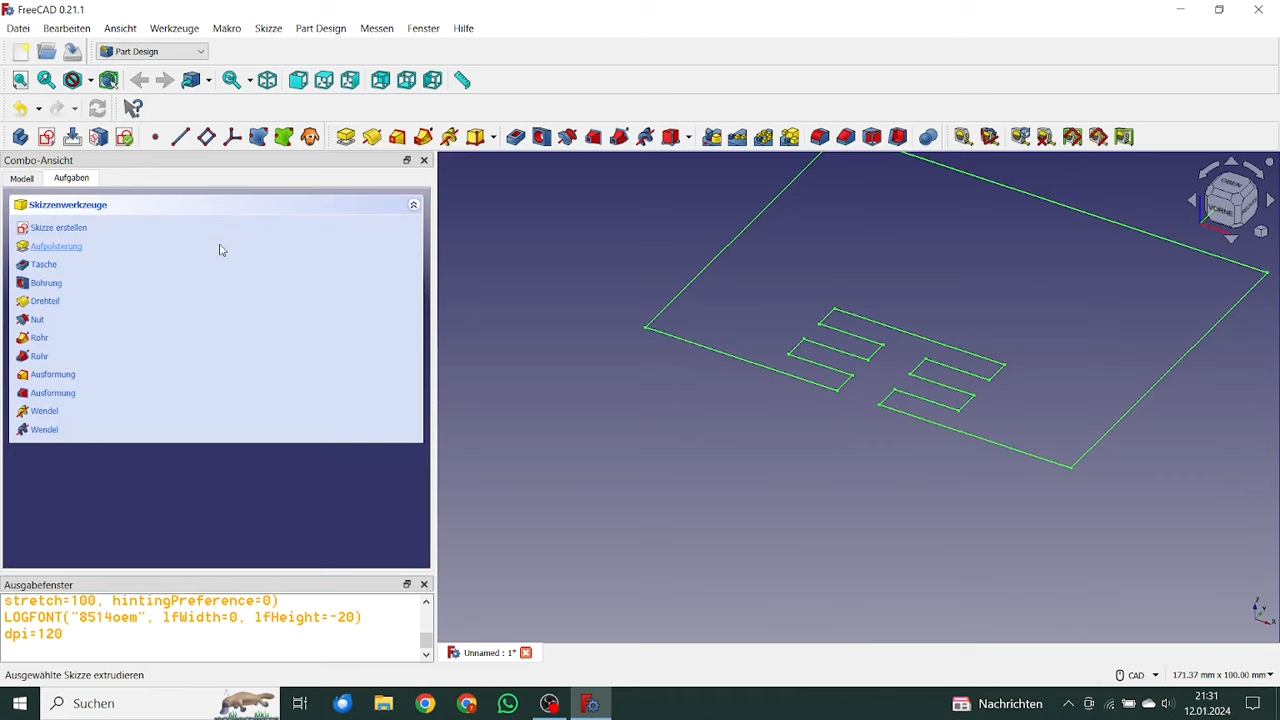 FreeCAD 0.21.1
Datei Bearbeiten Ansicht Werkzeuge Makro Skizze Part Design Messen Fenster Hilfe
Part Design
Combo-Ansicht
Modell Aufgaben
Skizzenwerkzeuge
Skizze erstellen
Aufpolsterung
Tasche
Bohrung
Drehteil
Nut
Rohr
Rohr
Ausformung
Ausformung
Wendel
Wendel
VORNE
Ausgabefenster
stretch=100, hintingPreference=0)
LOGFONT("8514oem", lfWidth=0, lfHeight=-20)
dpi=120
Unnamed : 1*
Ausgewählte Skizze extrudieren
CAD
171.37 mm × 100.00 mm
Suchen
Nachrichten
21:31
12.01.2024